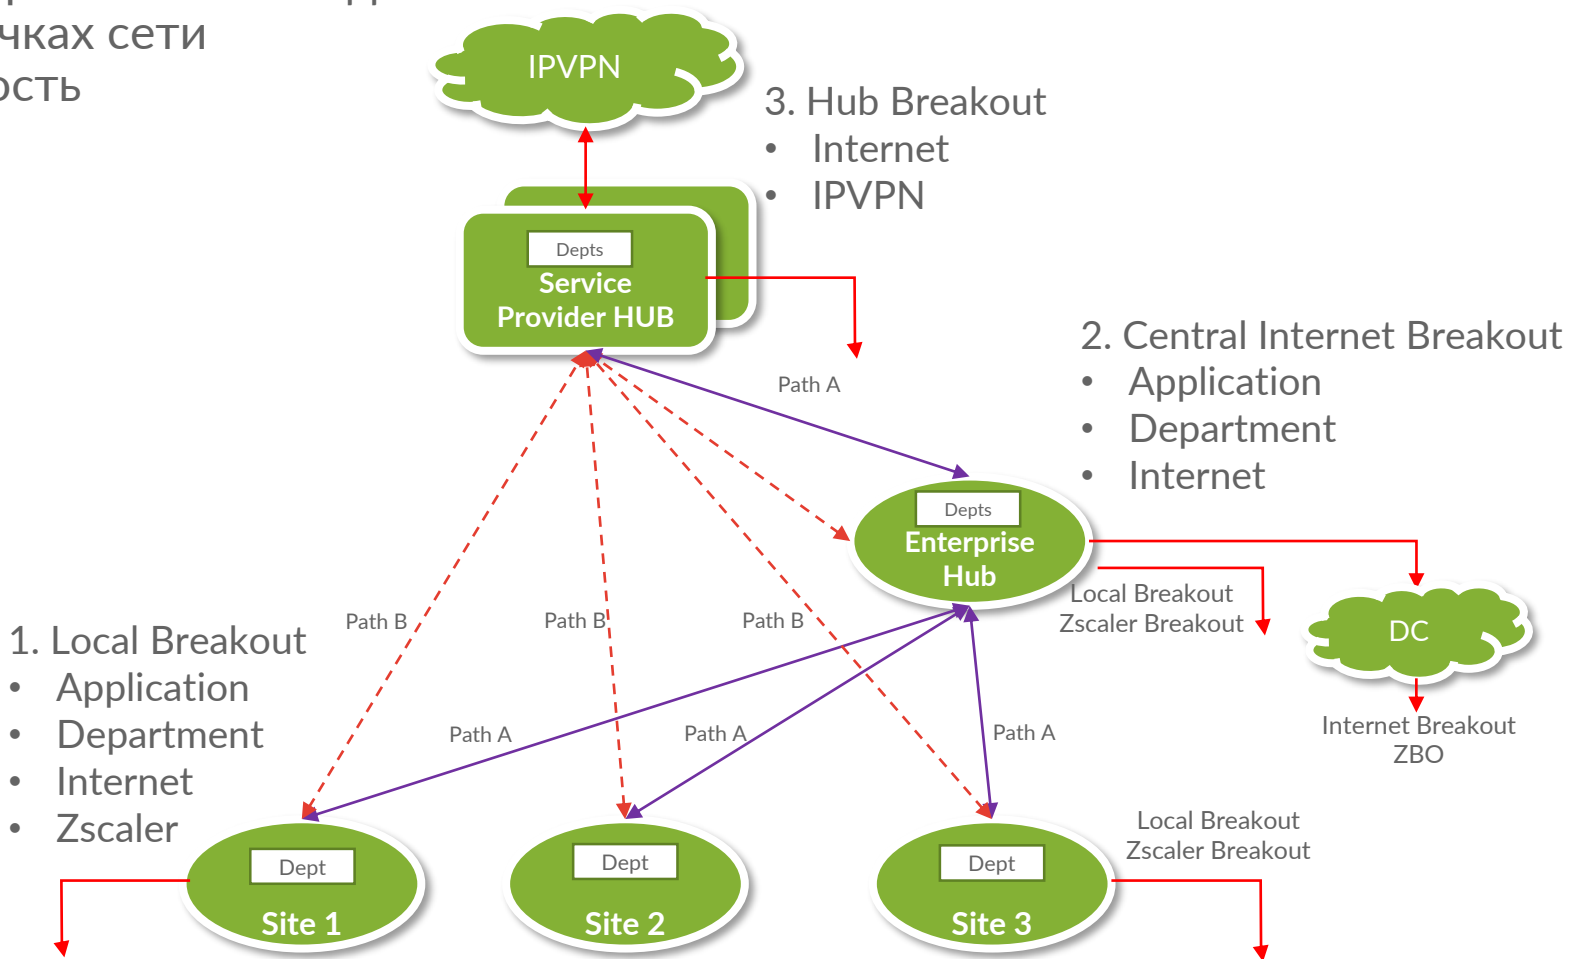 чках сети
ость
IPVPN
3. Hub Breakout
• Internet
• IPVPN
Depts
Service
Provider HUB
2. Central Internet Breakout
• Application
• Department
• Internet
Path A
Depts
Enterprise
Hub
Local Breakout
Zscaler Breakout
DC
Internet Breakout
ZBO
1. Local Breakout
• Application
• Department
• Internet
• Zscaler
Path B
Path B
Path B
Path A
Path A
Path A
Local Breakout
Zscaler Breakout
Dept
Site 1
Dept
Site 2
Dept
Site 3